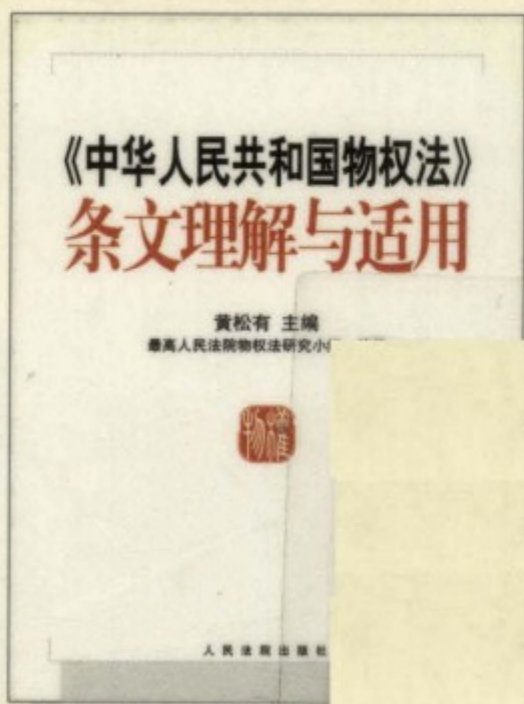 《中华人民共和国物权法》
条文理解与适用
黄松有 主编
最高人民法院物权法研究小
物權
人民法院出版社